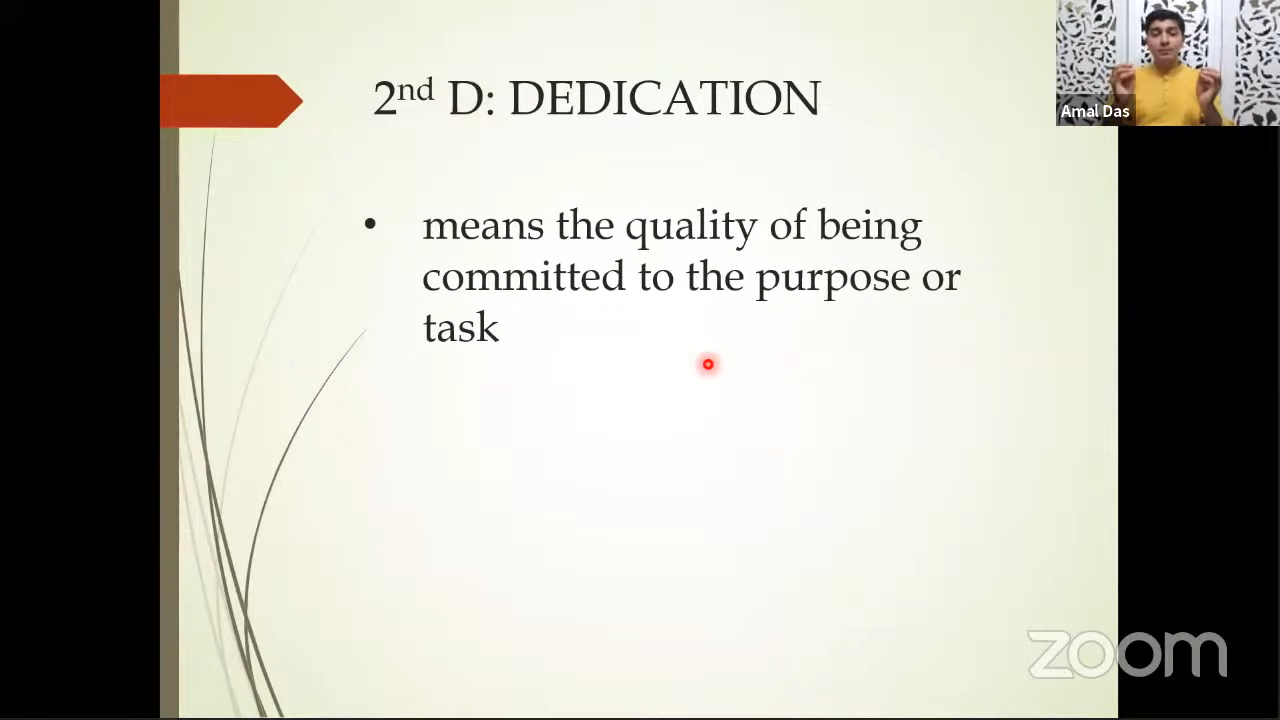 2nd D: DEDICATION
Amal Das
• means the quality of being
committed to the purpose or
task
zoom